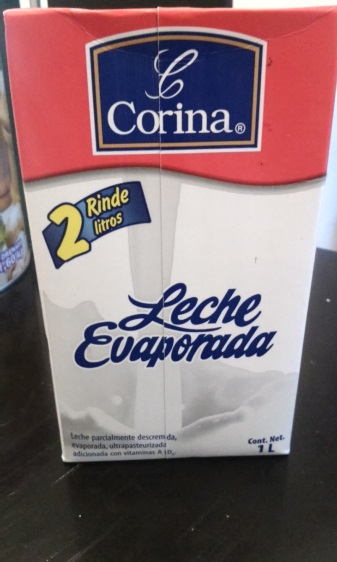 C
Corina®
2 Rinde
litros
Leche
Evaporada
Leche parcialmente descremada,
evaporada, ultrapasteurizada
adicionada con vitaminas A y D₃.
Cont. Net.
1 L